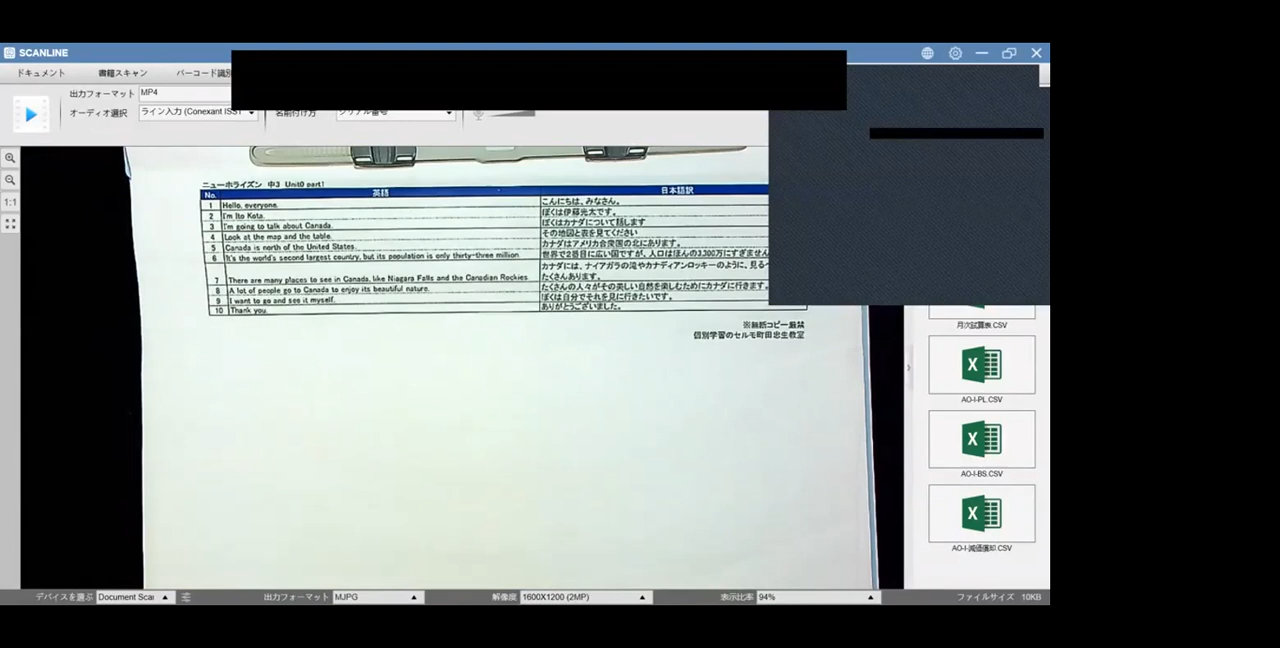 SCANLINE
ドキュメント 書籍スキャン バーコード識別
出力フォーマット MP4
オーディオ選択 ライン入力 (Conexant ISST 名前付け方 シリアル番号
1:1
ニューホライズン 中3 Unit0 part1
No. 英語 日本語訳
1 Hello, everyone. こんにちは、みなさん。
2 I'm Ito Kota. ぼくは伊藤光太です。
3 I'm going to talk about Canada. ぼくはカナダについて話します
4 Look at the map and the table. その地図と表を見てください
5 Canada is north of the United States. カナダはアメリカ合衆国の北にあります。
6 It's the world's second largest country, but its population is only thirty-three million. 世界で2番目に広い国ですが、人口はほんの3,300万にすぎません
7 There are many places to see in Canada, like Niagara Falls and the Canadian Rockies. カナダには、ナイアガラの滝やカナディアンロッキーのように、見る
たくさんあります。
8 A lot of people go to Canada to enjoy its beautiful nature. たくさんの人々がその美しい自然を楽しむためにカナダに行きます。
9 I want to go and see it myself. ぼくは自分でそれを見に行きたいです。
10 Thank you. ありがとうございました。
※無断コピー厳禁
個別学習のセルモ町田忠生教室
月次試算表.CSV
AO-I-PL.CSV
AO-I-BS.CSV
AO-I-減価償却.CSV
デバイスを選ぶ Document Scar 出力フォーマット MJPG 解像度 1600X1200 (2MP) 表示比率 94% ファイルサイズ 10KB